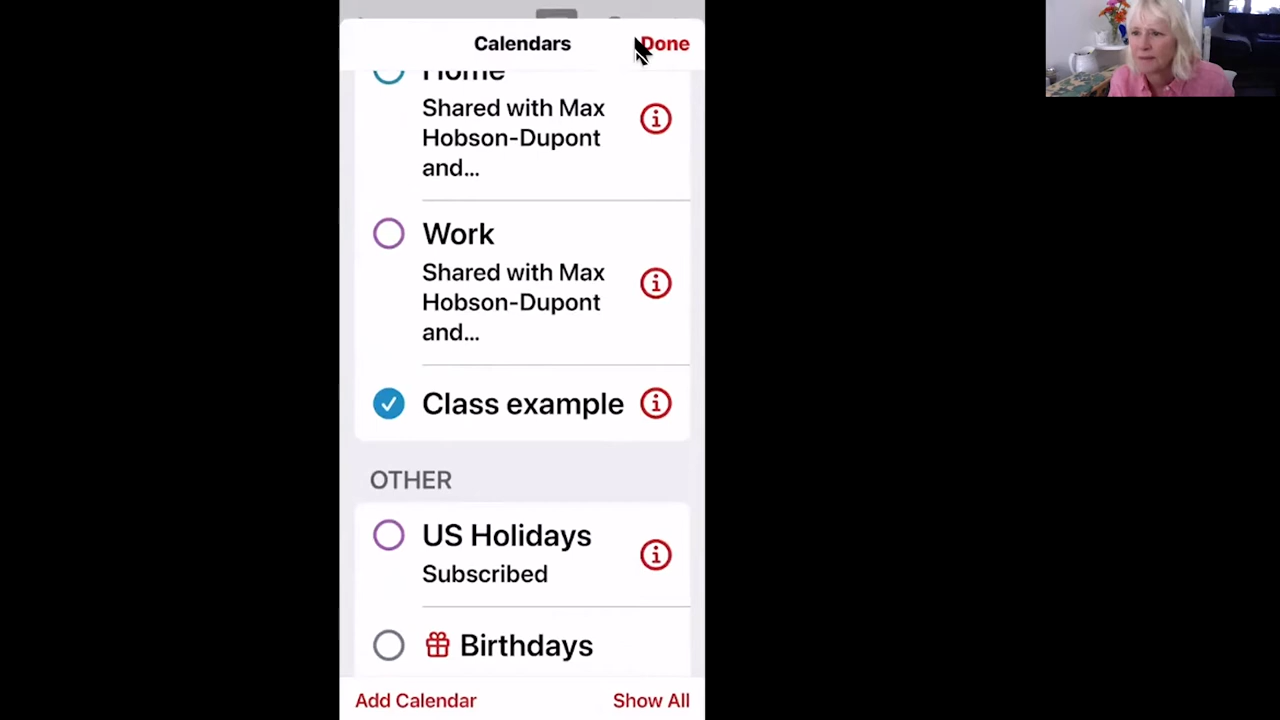 Calendars
Done
Home
Shared with Max
Hobson-Dupont
and...
Work
Shared with Max
Hobson-Dupont
and...
Class example
OTHER
US Holidays
Subscribed
Birthdays
Add Calendar
Show All